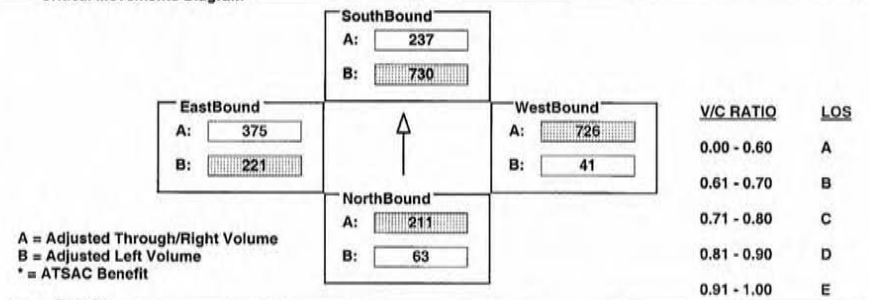 SouthBound
A: 237
B: 730
EastBound
A: 375
B: 221
WestBound
A: 726
B: 41
NorthBound
A: 211
B: 63
A = Adjusted Through/Right Volume
B = Adjusted Left Volume
* = ATSAC Benefit
V/C RATIO LOS
0.00 - 0.60 A
0.61 - 0.70 B
0.71 - 0.80 C
0.81 - 0.90 D
0.91 - 1.00 E